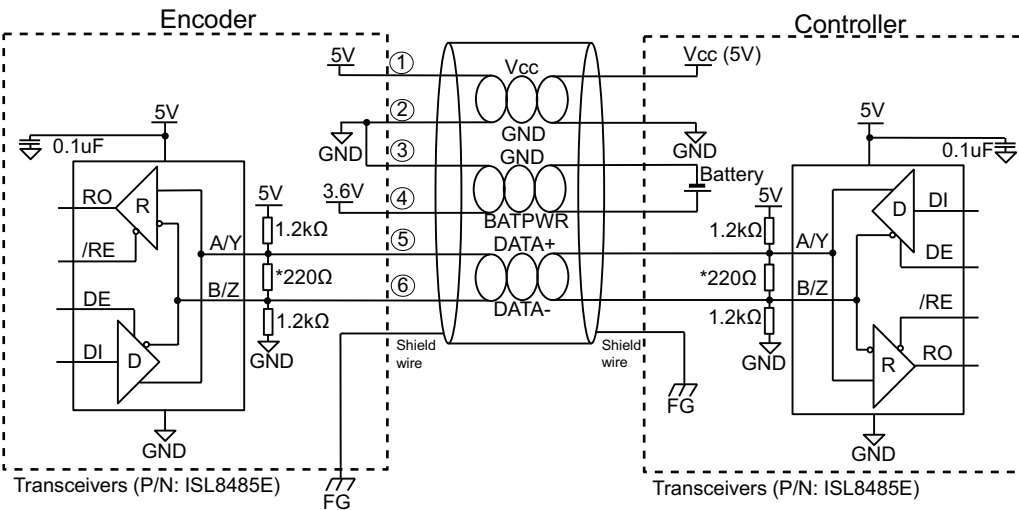 Encoder
Controller
5V
①
Vcc
Vcc (5V)
②
GND
GND
GND
③
GND
Battery
3.6V
④
BATPWR
⑤
DATA+
⑥
DATA-
5V
0.1uF
RO
R
/RE
DE
DI
D
GND
5V
1.2kΩ
A/Y
*220Ω
B/Z
1.2kΩ
GND
Shield
wire
FG
Shield
wire
FG
5V
1.2kΩ
A/Y
*220Ω
B/Z
1.2kΩ
GND
5V
0.1uF
D
DI
DE
/RE
R
RO
GND
Transceivers (P/N: ISL8485E)
Transceivers (P/N: ISL8485E)